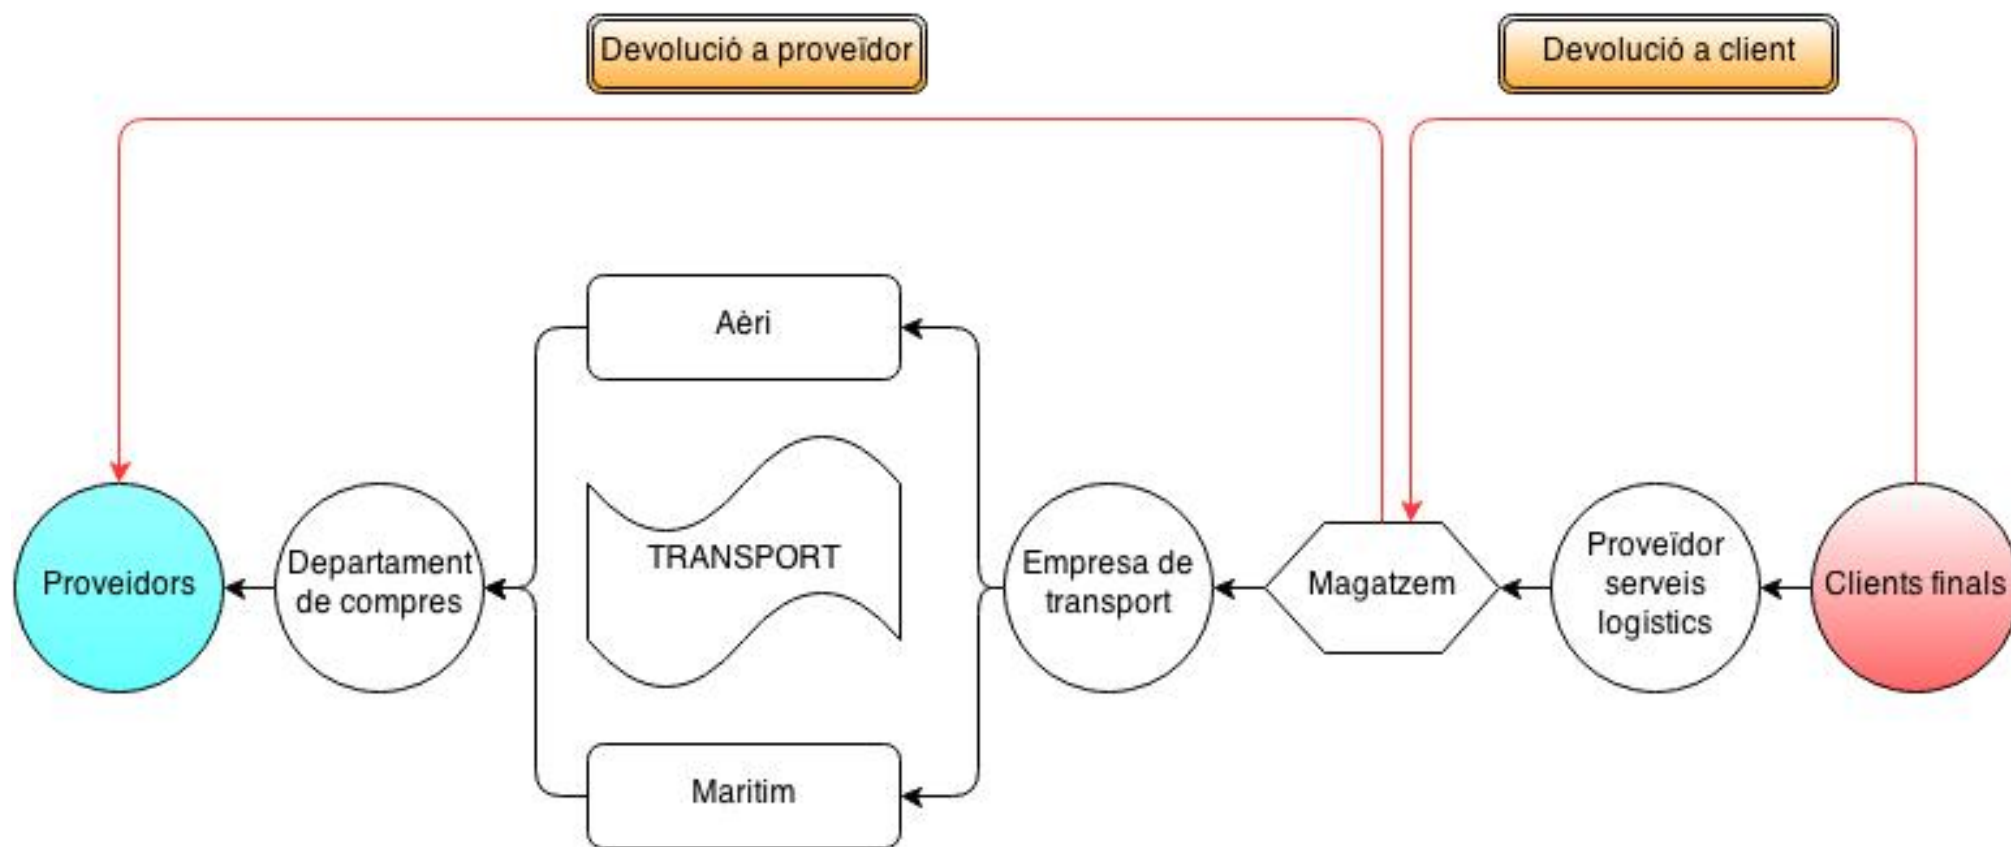 Devolució a proveïdor
Devolució a client
Aèri
TRANSPORT
Proveidors
Departament
de compres
Empresa de
transport
Magatzem
Proveïdor
serveis
logistics
Clients finals
Maritim